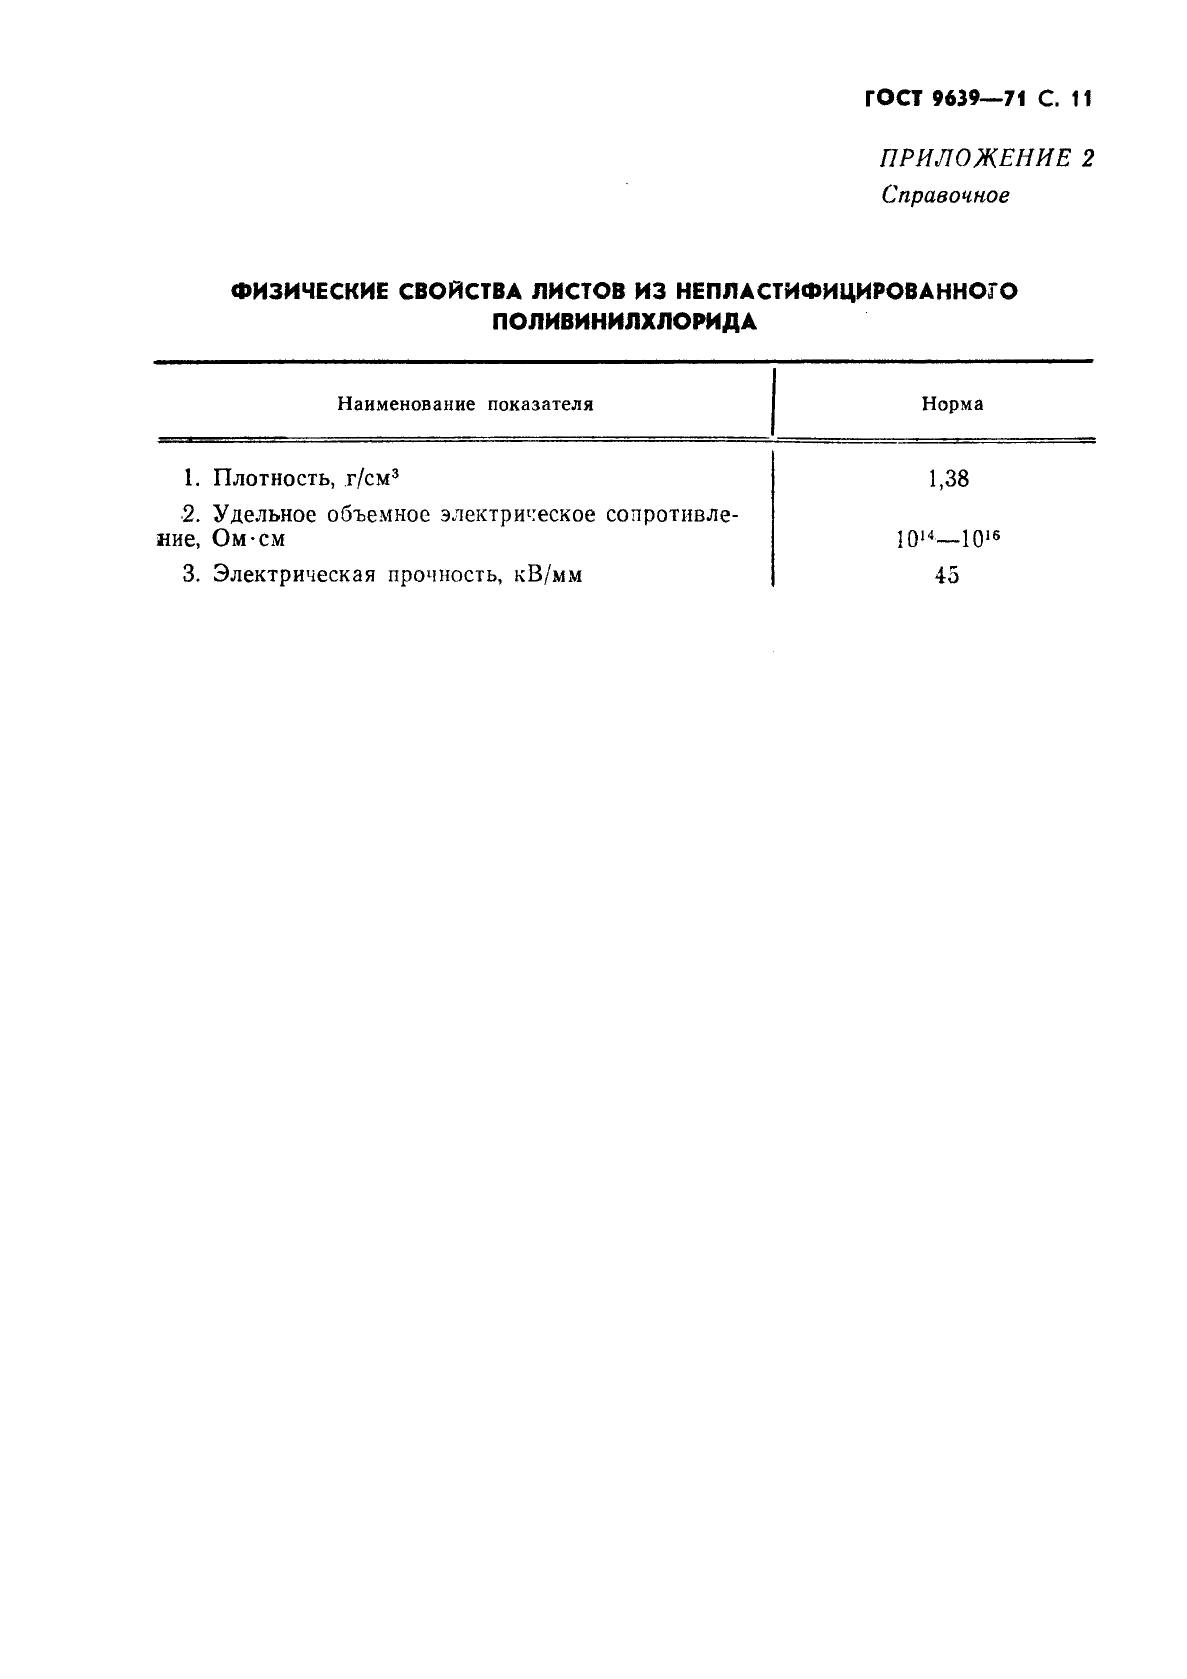 ГОСТ 9639—71 С. 11
ПРИЛОЖЕНИЕ 2
Справочное
ФИЗИЧЕСКИЕ СВОЙСТВА ЛИСТОВ ИЗ НЕПЛАСТИФИЦИРОВАННОГО
ПОЛИВИНИЛХЛОРИДА
Наименование показателя Норма
1. Плотность, г/см³ 1,38
2. Удельное объемное электрическое сопротивле-
ние, Ом·см 10¹⁴—10¹⁶
3. Электрическая прочность, кВ/мм 45